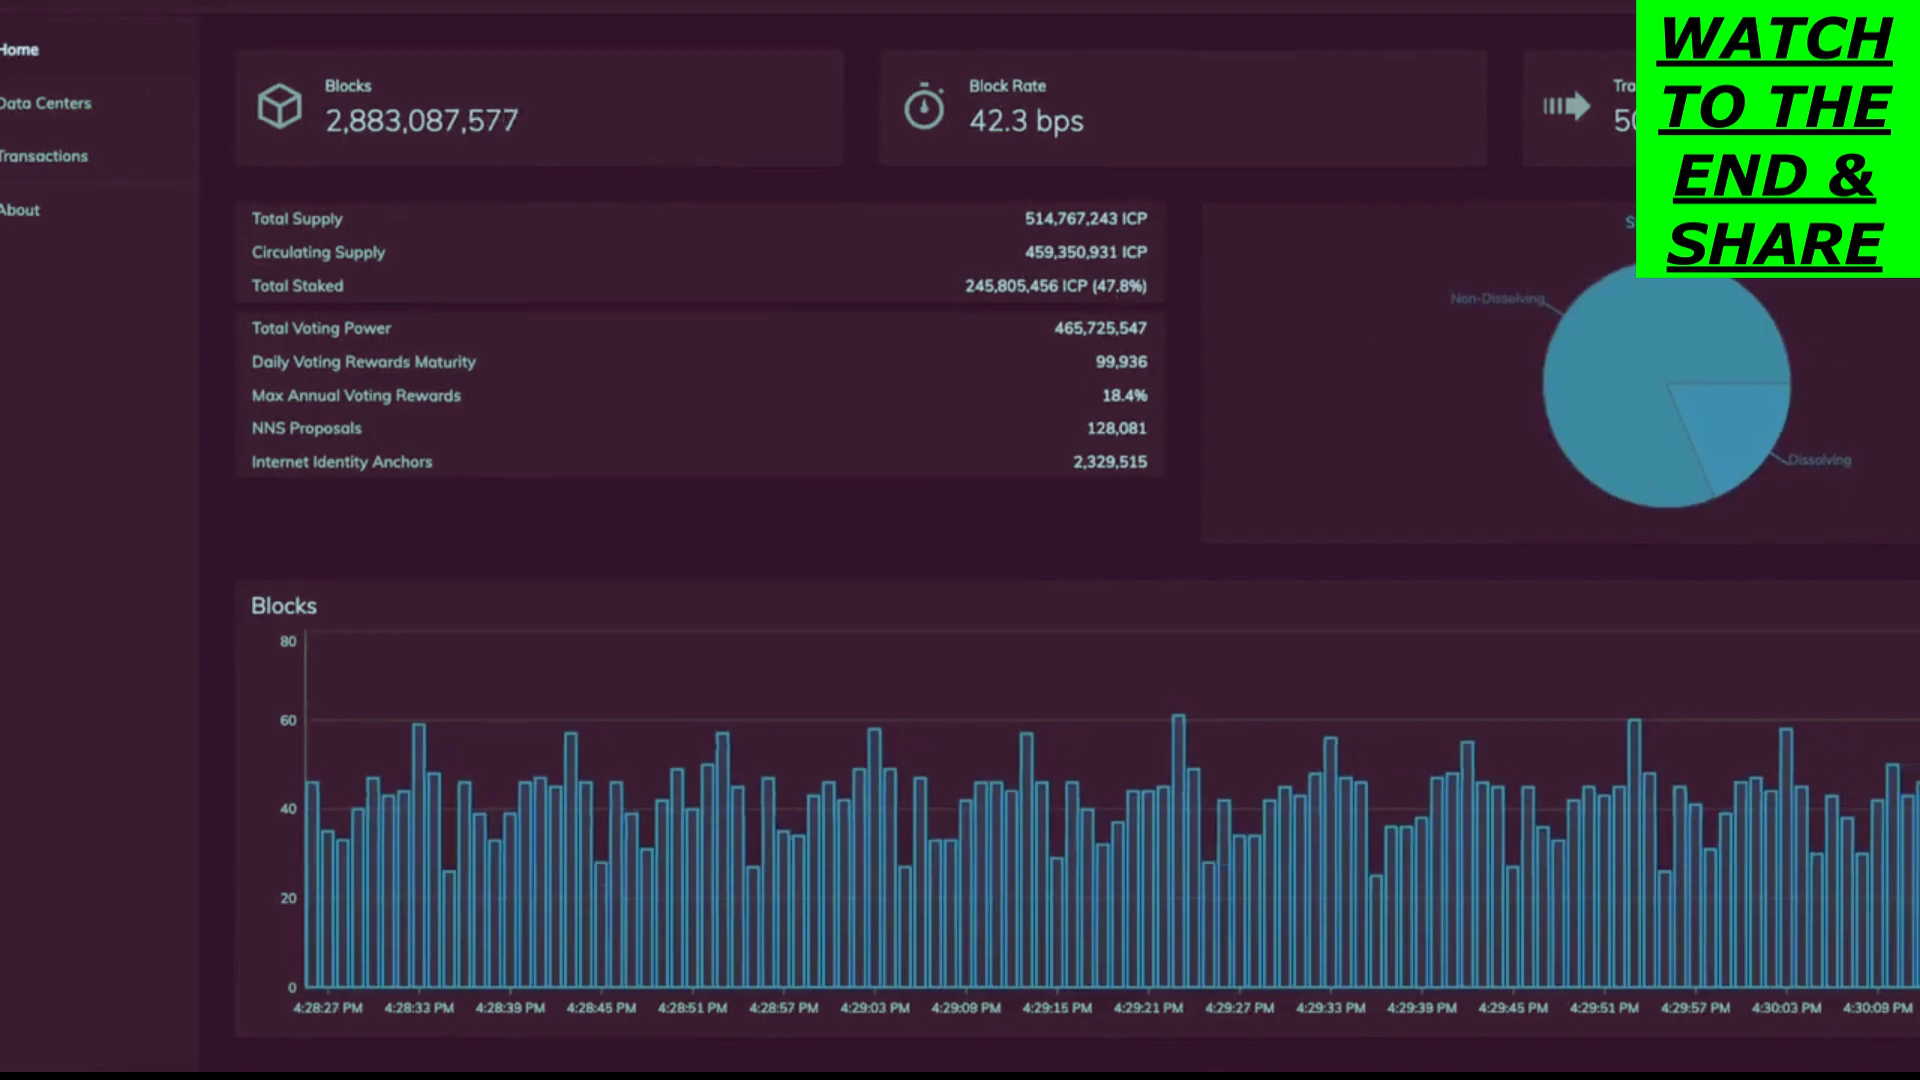 Home
Data Centers
Transactions
About
Blocks
2,883,087,577
Block Rate
42.3 bps
WATCH
TO THE
END &
SHARE
Total Supply 514,767,243 ICP
Circulating Supply 459,350,931 ICP
Total Staked 245,805,456 ICP (47.8%)
Total Voting Power 465,725,547
Daily Voting Rewards Maturity 99,936
Max Annual Voting Rewards 18.4%
NNS Proposals 128,081
Internet Identity Anchors 2,329,515
Non-Dissolving
Dissolving
Blocks
80
60
40
20
0
4:28:27 PM 4:28:33 PM 4:28:39 PM 4:28:45 PM 4:28:51 PM 4:28:57 PM 4:29:03 PM 4:29:09 PM 4:29:15 PM 4:29:21 PM 4:29:27 PM 4:29:33 PM 4:29:39 PM 4:29:45 PM 4:29:51 PM 4:29:57 PM 4:30:03 PM 4:30:09 PM